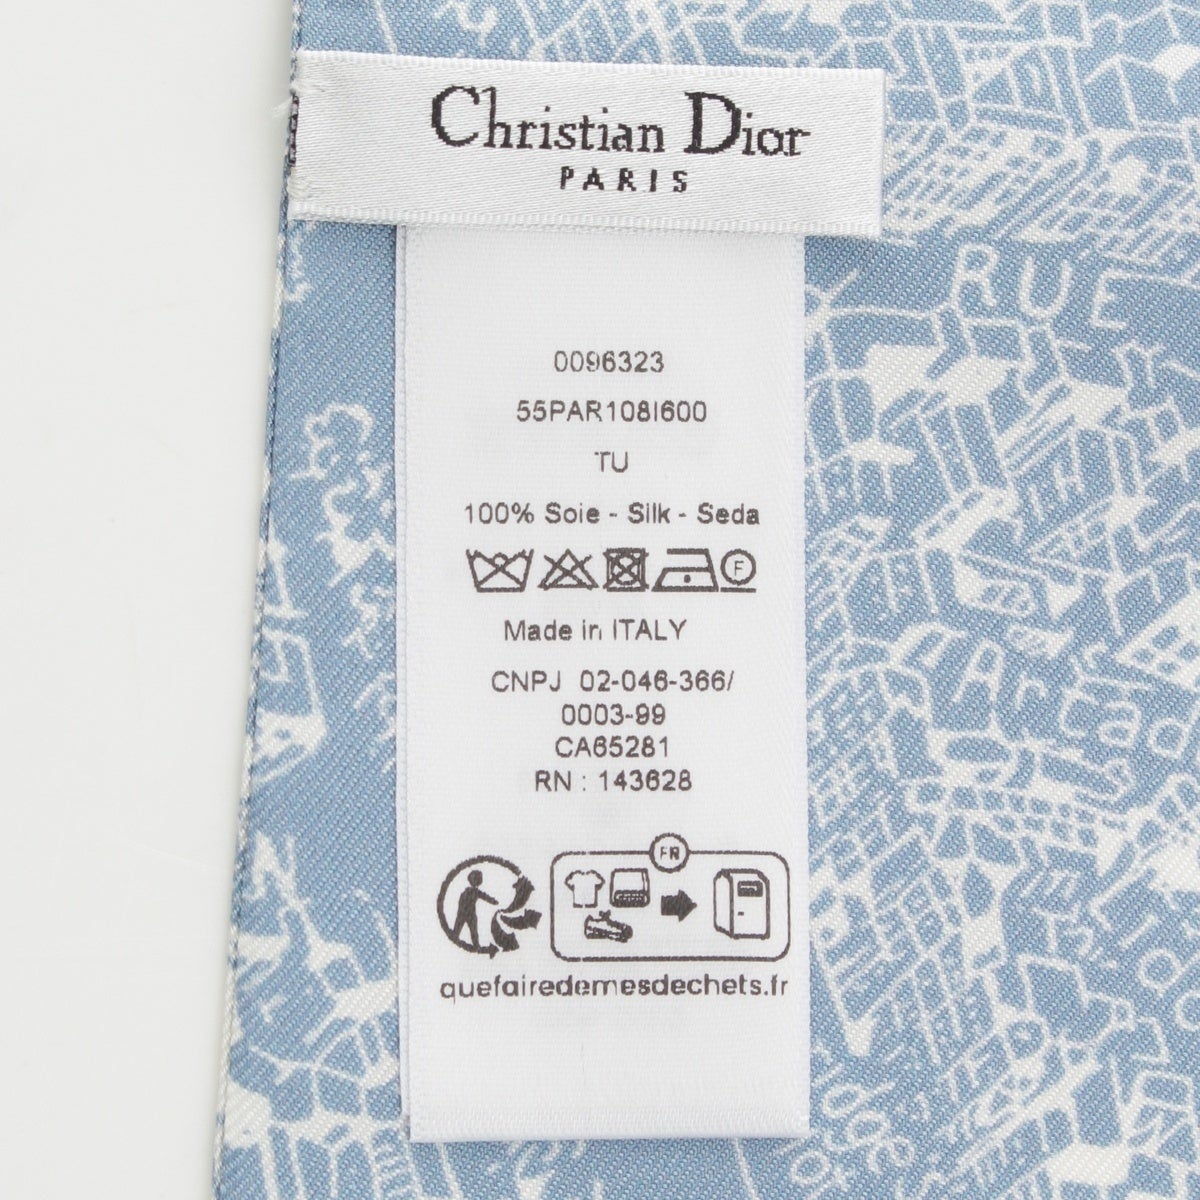 Christian Dior
PARIS
0096323
55PAR108I600
TU
100% Soie - Silk - Seda
F
Made in ITALY
CNPJ 02-046-366/
0003-99
CA65281
RN : 143628
FR
quefairedemesdechets.fr
RUE
Arcad